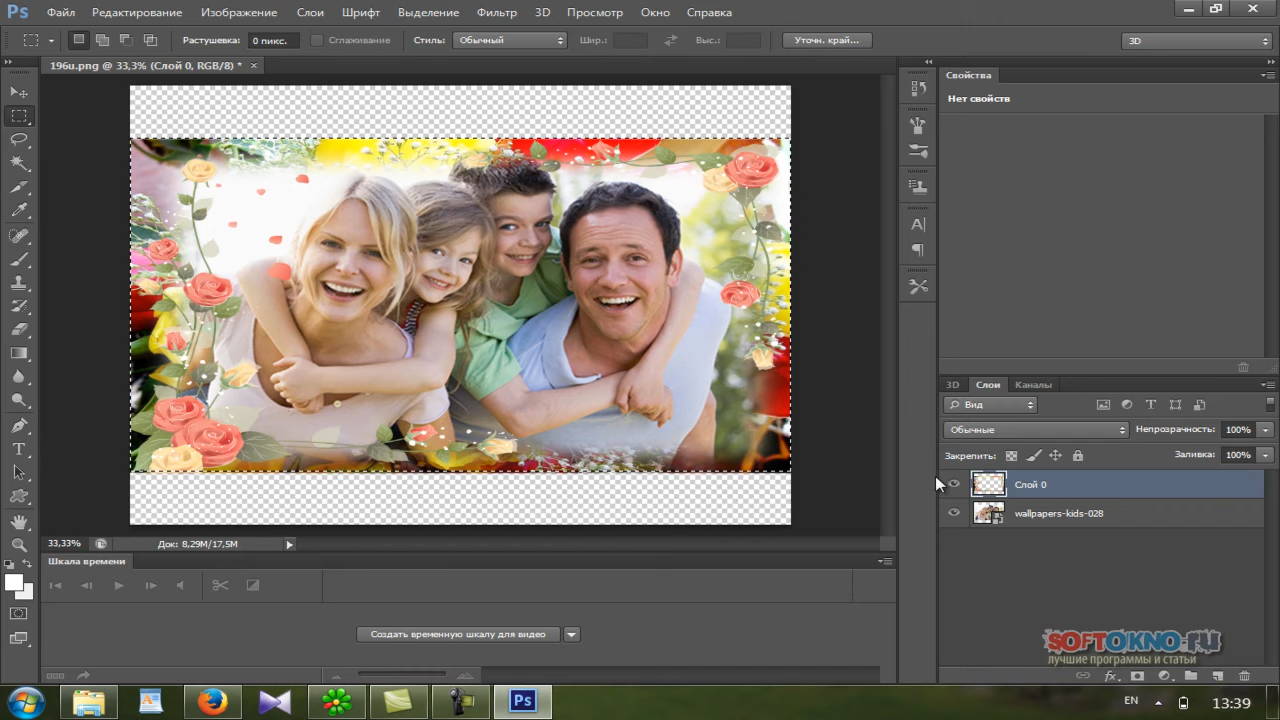 Ps Файл Редактирование Изображение Слои Шрифт Выделение Фильтр 3D Просмотр Окно Справка
Растушевка: 0 пикс. Сглаживание Стиль: Обычный Шир.: Выс.: Уточн. край... 3D
196u.png @ 33,3% (Слой 0, RGB/8) *
Свойства
Нет свойств
3D Слои Каналы
Вид
Обычные Непрозрачность: 100%
Закрепить: Заливка: 100%
Слой 0
wallpapers-kids-028
33,33% Док: 8,29M/17,5M
Шкала времени
Создать временную шкалу для видео
SOFTOKNO.RU
лучшие программы и статьи
Ps EN 13:39